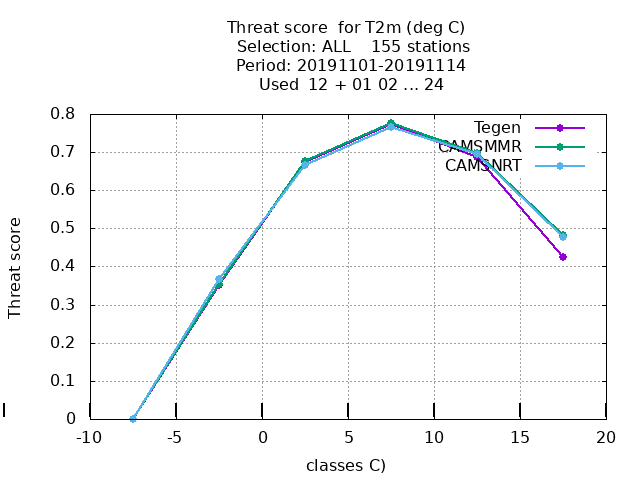 Threat score for T2m (deg C)
Selection: ALL 155 stations
Period: 20191101-20191114
Used 12 + 01 02 ... 24
Tegen
CAMSMMR
CAMSNRT
Threat score
0.8
0.7
0.6
0.5
0.4
0.3
0.2
0.1
0
-10 -5 0 5 10 15 20
classes C)